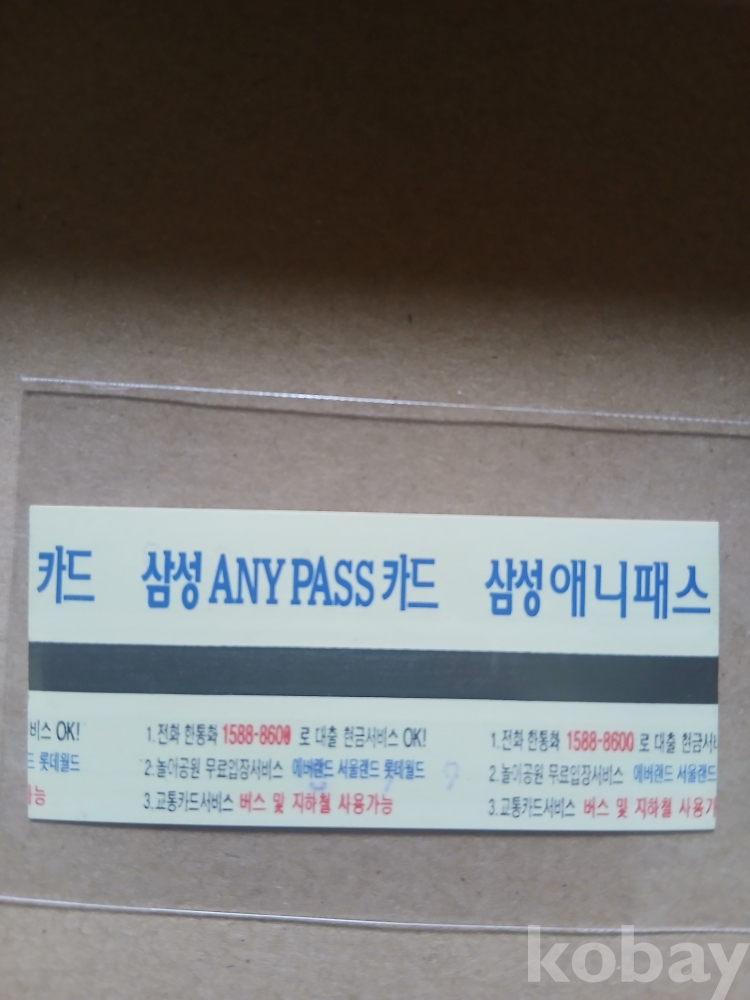 카드 삼성 ANY PASS 카드 삼성 애니패스
비스 OK! 1.전화 한통화 1588-8600 로 대출 현금서비스 OK! 1.전화 한통화 1588-8600 로 대출 현금서비
드 롯데월드 2.놀이공원 무료입장서비스 에버랜드 서울랜드 롯데월드 2.놀이공원 무료입장서비스 에버랜드 서울랜드
능 3.교통카드서비스 버스 및 지하철 사용가능 3.교통카드서비스 버스 및 지하철 사용가
kobay